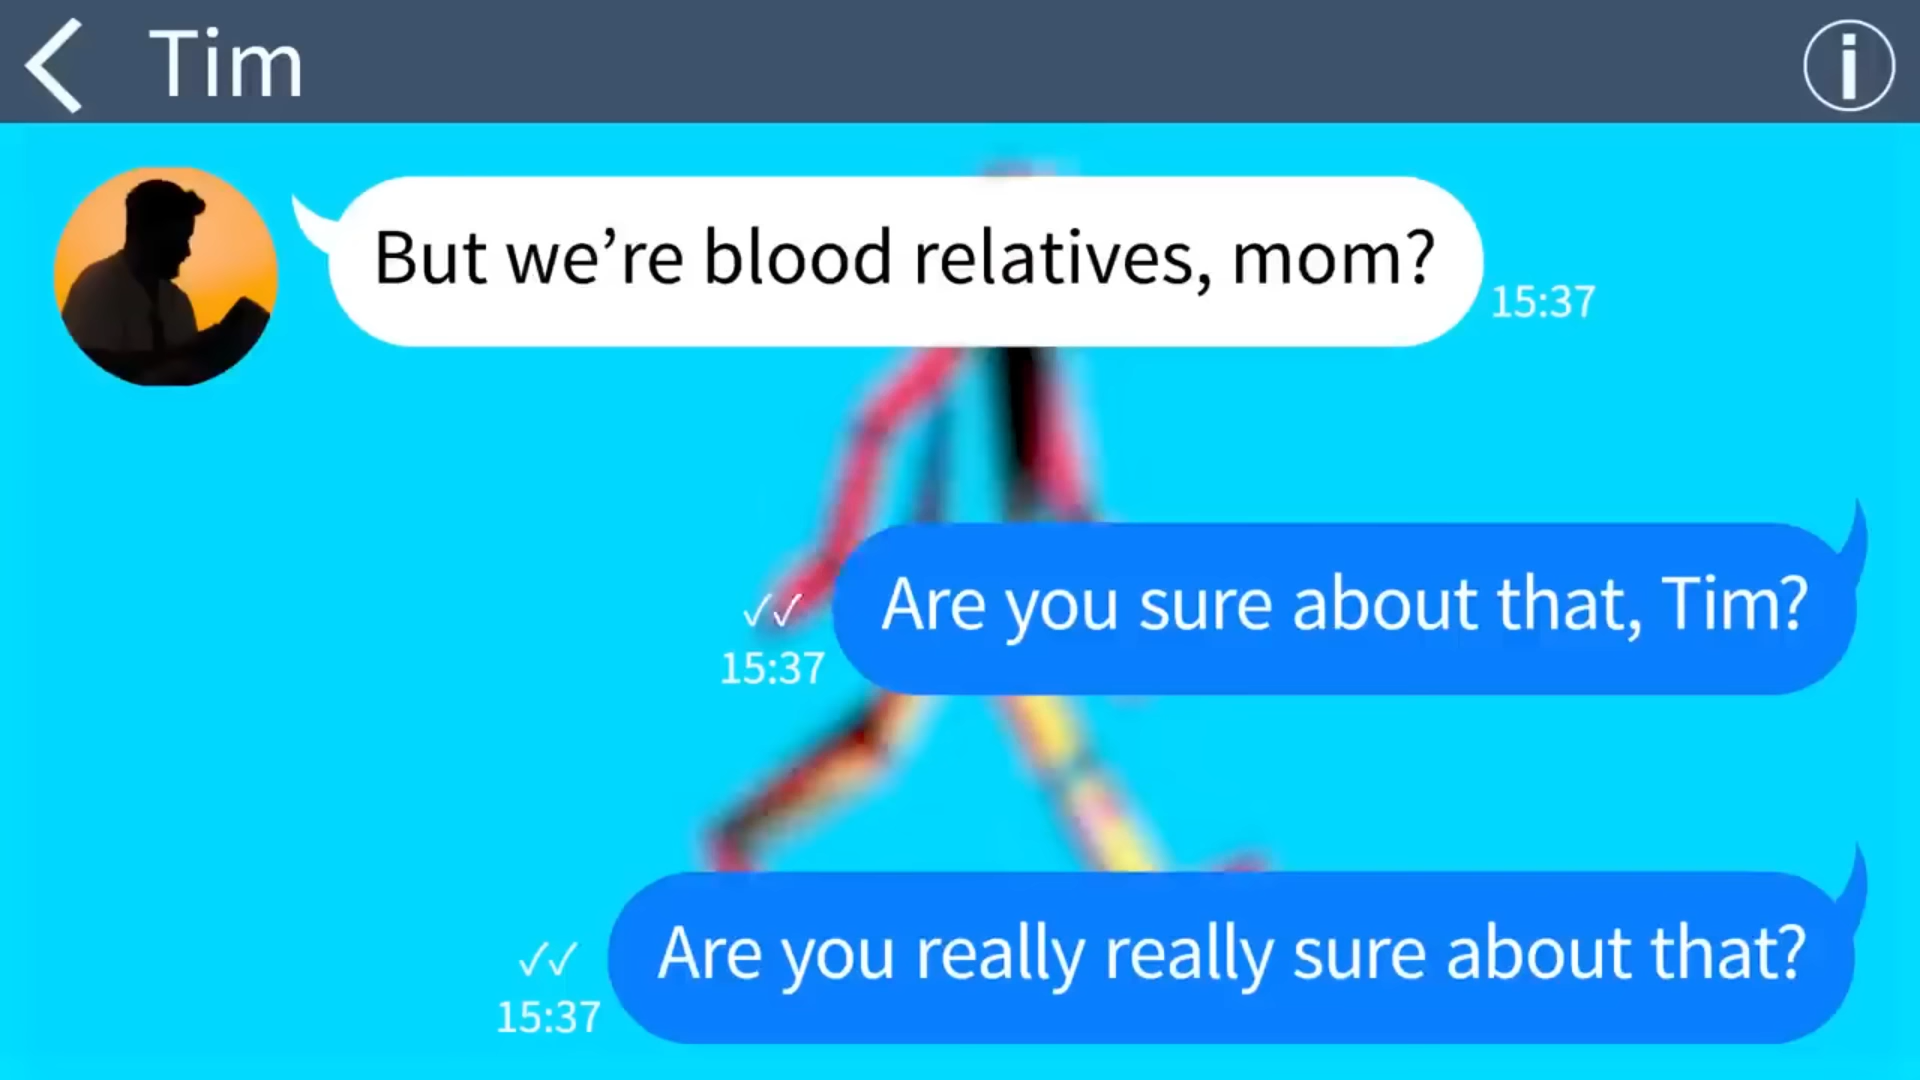 Tim
But we’re blood relatives, mom?
15:37
Are you sure about that, Tim?
15:37
Are you really really sure about that?
15:37